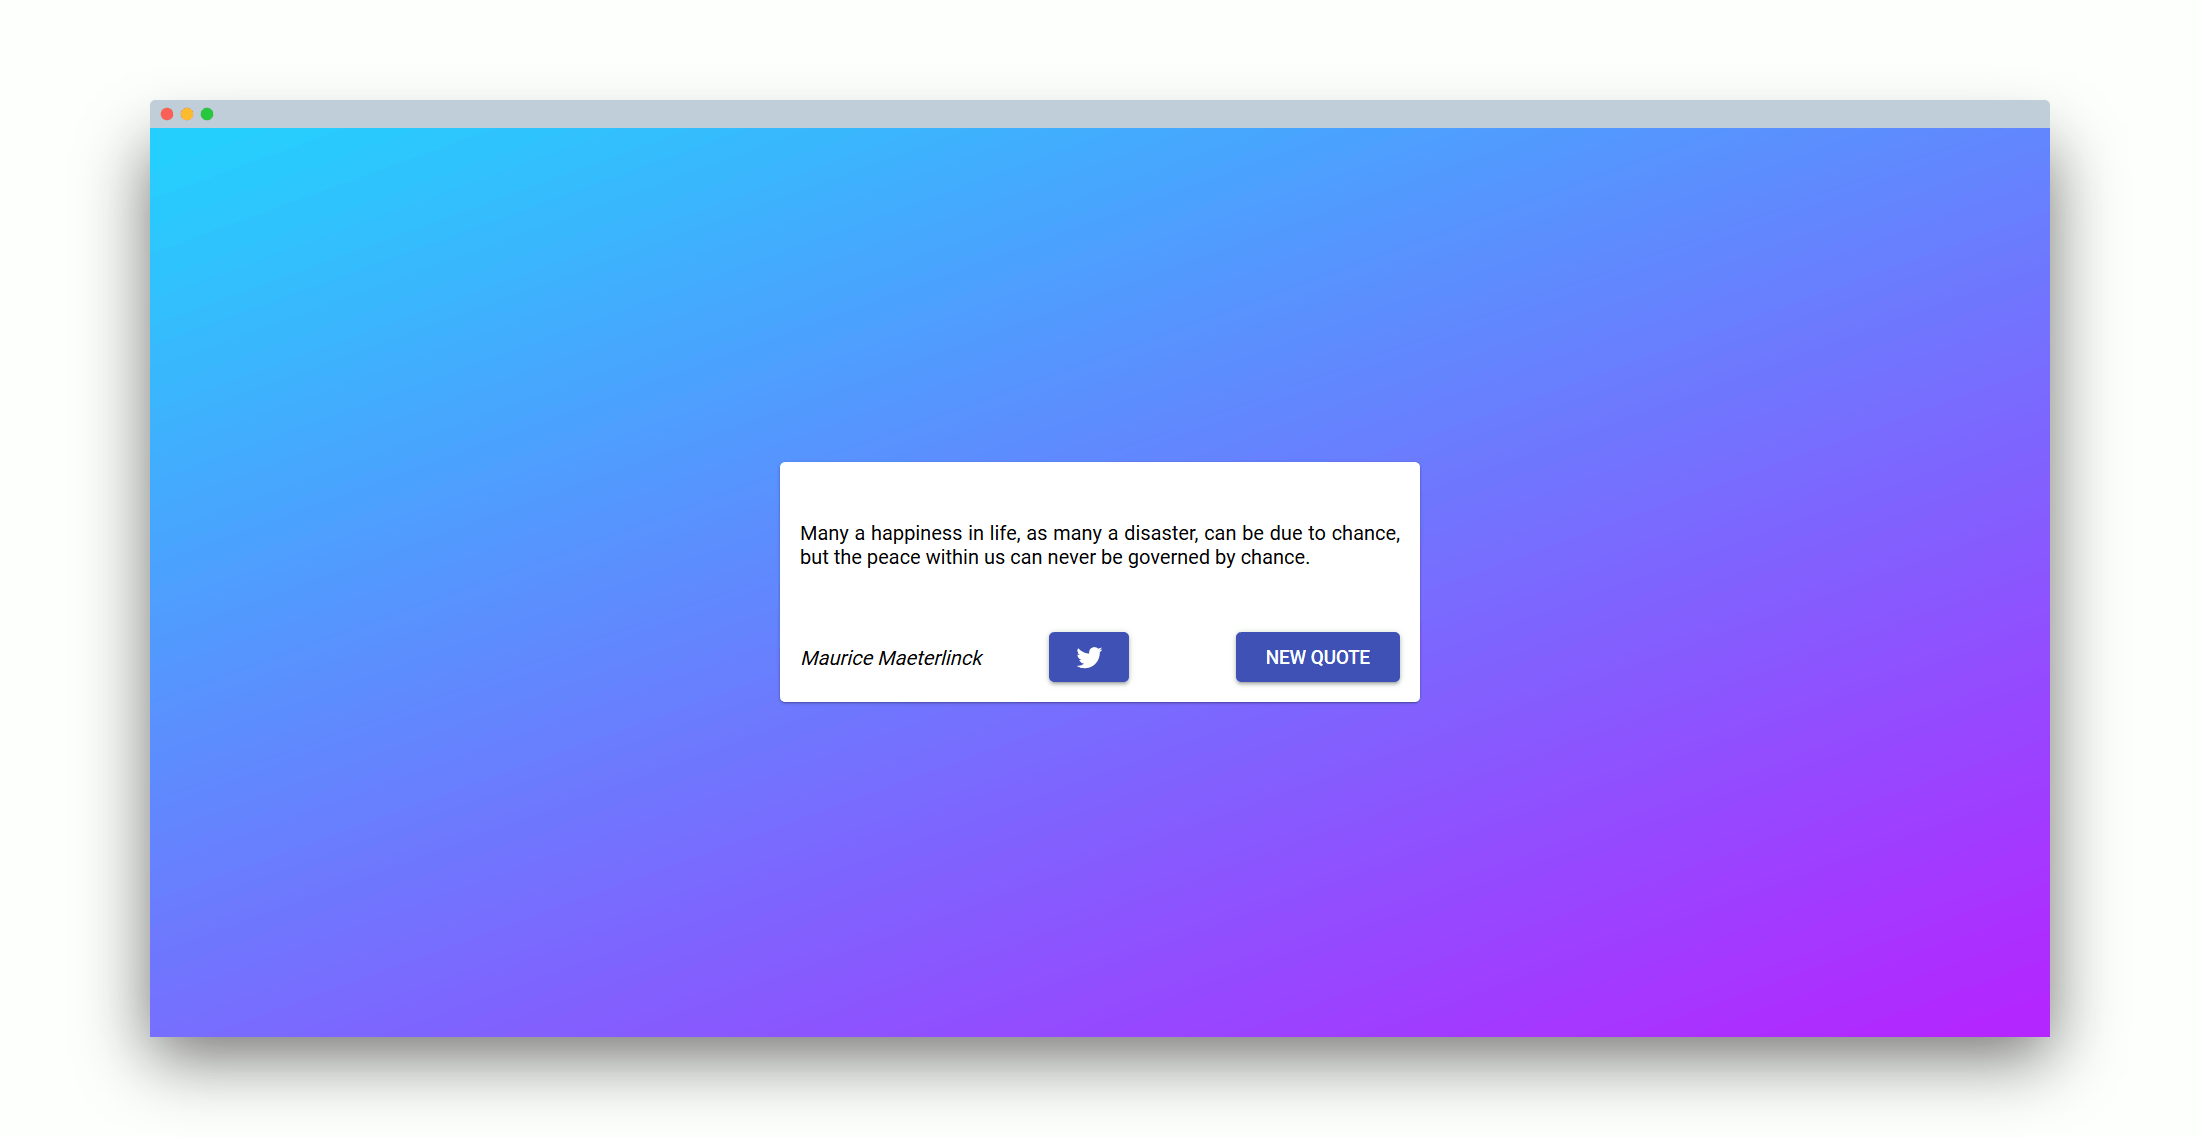 Many a happiness in life, as many a disaster, can be due to chance,
but the peace within us can never be governed by chance.
Maurice Maeterlinck
NEW QUOTE